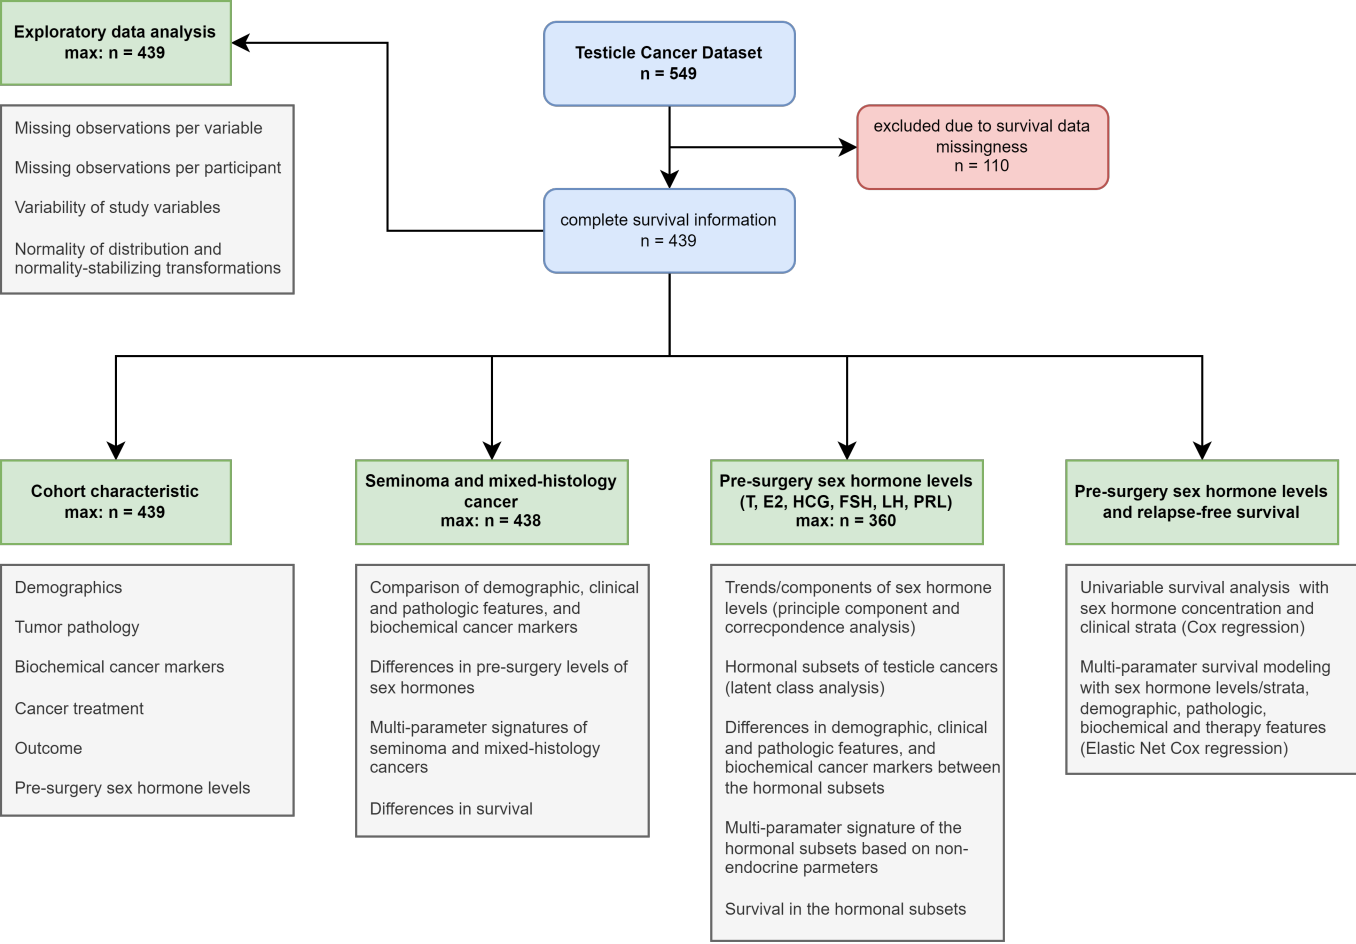 Exploratory data analysis
max: n = 439
Missing observations per variable
Missing observations per participant
Variability of study variables
Normality of distribution and
normality-stabilizing transformations
Testicle Cancer Dataset
n = 549
excluded due to survival data
missingness
n = 110
complete survival information
n = 439
Cohort characteristic
max: n = 439
Demographics
Tumor pathology
Biochemical cancer markers
Cancer treatment
Outcome
Pre-surgery sex hormone levels
Seminoma and mixed-histology
cancer
max: n = 438
Comparison of demographic, clinical
and pathologic features, and
biochemical cancer markers
Differences in pre-surgery levels of
sex hormones
Multi-parameter signatures of
seminoma and mixed-histology
cancers
Differences in survival
Pre-surgery sex hormone levels
(T, E2, HCG, FSH, LH, PRL)
max: n = 360
Trends/components of sex hormone
levels (principle component and
correcpondence analysis)
Hormonal subsets of testicle cancers
(latent class analysis)
Differences in demographic, clinical
and pathologic features, and
biochemical cancer markers between
the hormonal subsets
Multi-paramater signature of the
hormonal subsets based on non-
endocrine parmeters
Survival in the hormonal subsets
Pre-surgery sex hormone levels
and relapse-free survival
Univariable survival analysis  with
sex hormone concentration and
clinical strata (Cox regression)
Multi-paramater survival modeling
with sex hormone levels/strata,
demographic, pathologic,
biochemical and therapy features
(Elastic Net Cox regression)